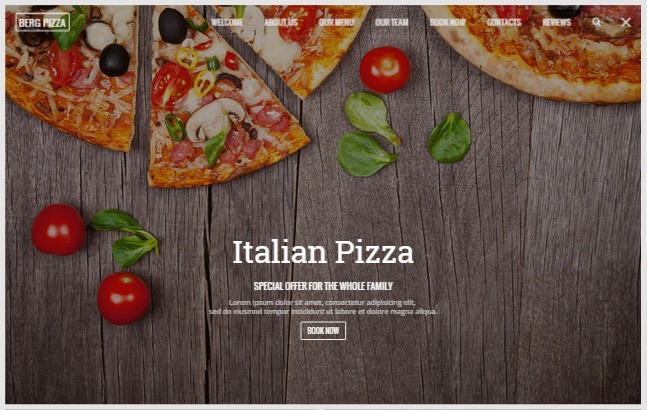 BERG PIZZA
WELCOME ABOUT US OUR MENU OUR TEAM BOOK NOW CONTACTS REVIEWS
Italian Pizza
SPECIAL OFFER FOR THE WHOLE FAMILY
Lorem ipsum dolor sit amet, consectetur adipisicing elit,
sed do eiusmod tempor incididunt ut labore et dolore magna aliqua.
BOOK NOW